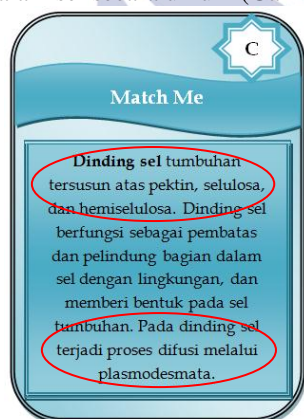 C
Match Me
Dinding sel tumbuhan
tersusun atas pektin, selulosa,
dan hemiselulosa. Dinding sel
berfungsi sebagai pembatas
dan pelindung bagian dalam
sel dengan lingkungan, dan
memberi bentuk pada sel
tumbuhan. Pada dinding sel
terjadi proses difusi melalui
plasmodesmata.